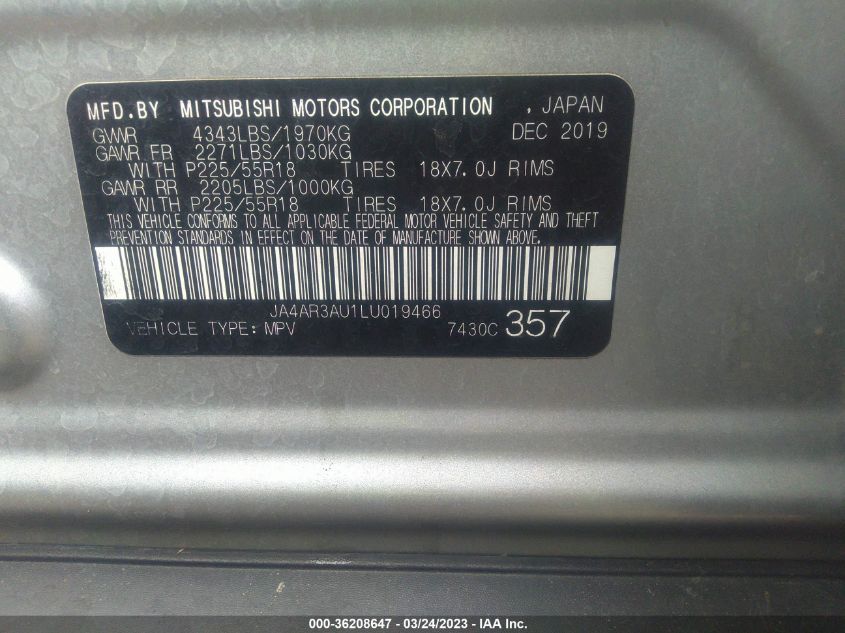 MFD.BY MITSUBISHI MOTORS CORPORATION , JAPAN
GVWR 4343LBS/1970KG DEC 2019
GAWR FR 2271LBS/1030KG
WITH P225/55R18 TIRES 18X7.0J RIMS
GAWR RR 2205LBS/1000KG
WITH P225/55R18 TIRES 18X7.0J RIMS
THIS VEHICLE CONFORMS TO ALL APPLICABLE FEDERAL MOTOR VEHICLE SAFETY AND THEFT
PREVENTION STANDARDS IN EFFECT ON THE DATE OF MANUFACTURE SHOWN ABOVE.
JA4AR3AU1LU019466
VEHICLE TYPE: MPV 7430C 357
000-36208647 - 03/24/2023 - IAA Inc.